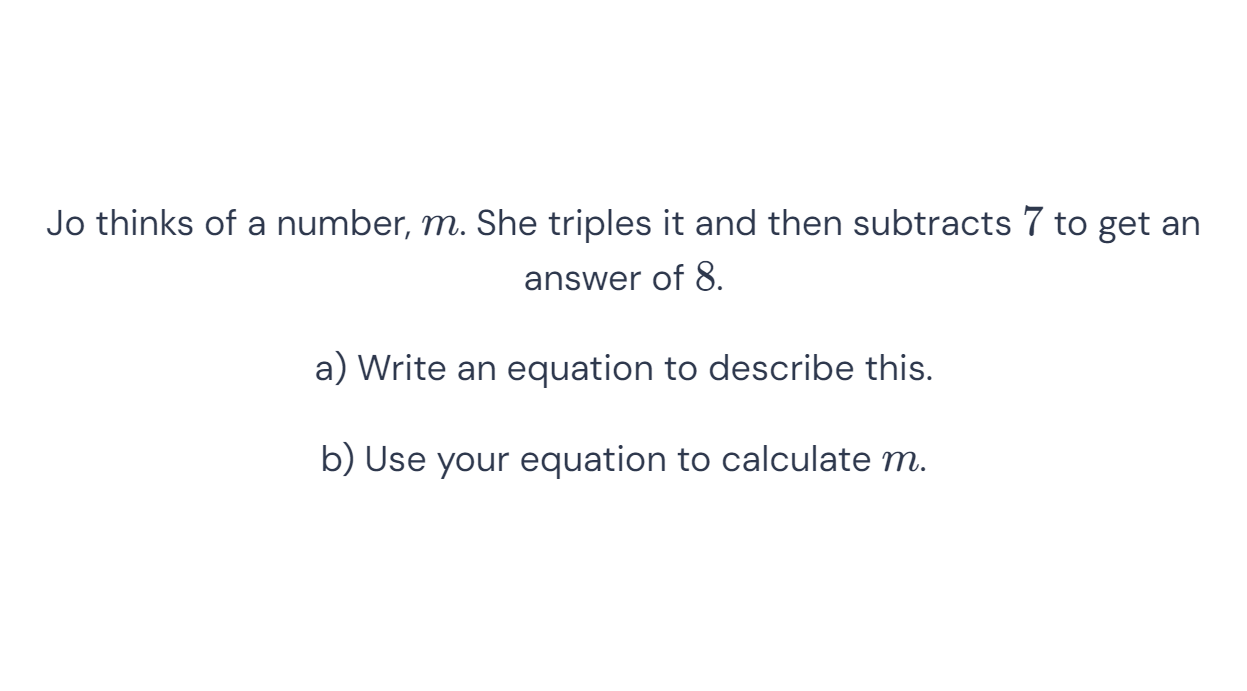 Jo thinks of a number, m. She triples it and then subtracts 7 to get an
answer of 8.
a) Write an equation to describe this.
b) Use your equation to calculate m.